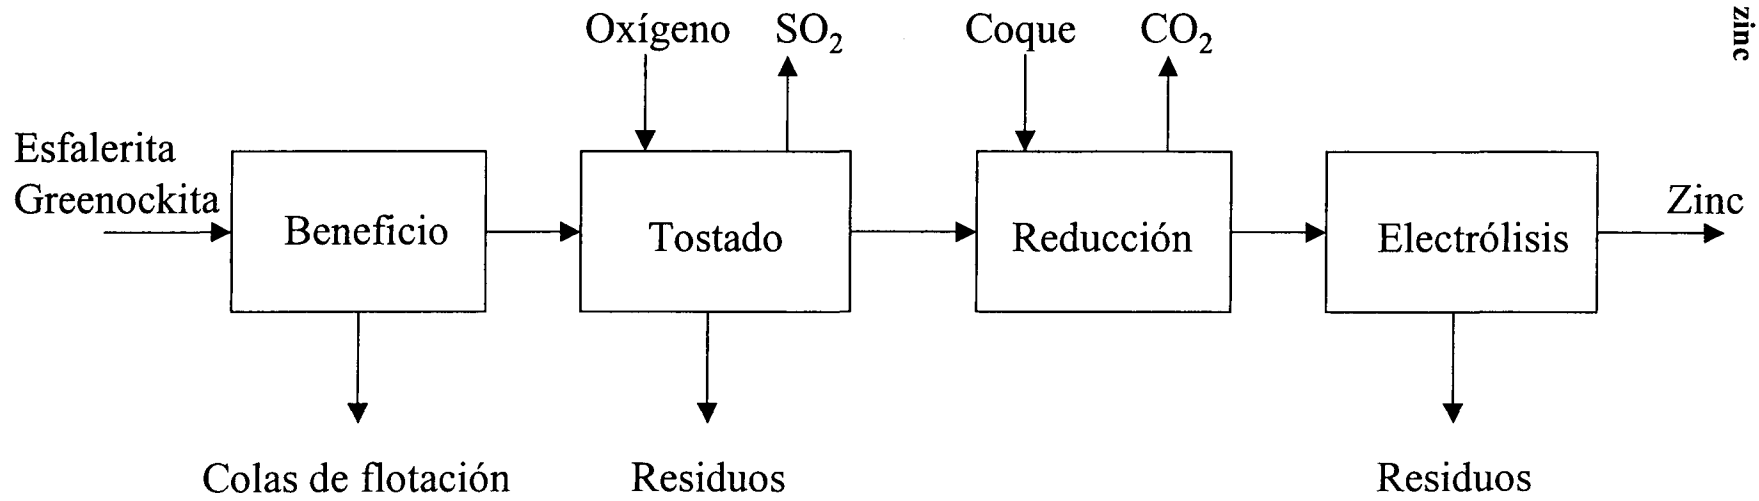 zinc
Oxígeno
SO₂
Coque
CO₂
Esfalerita
Greenockita
Beneficio
Tostado
Reducción
Electrólisis
Zinc
Colas de flotación
Residuos
Residuos